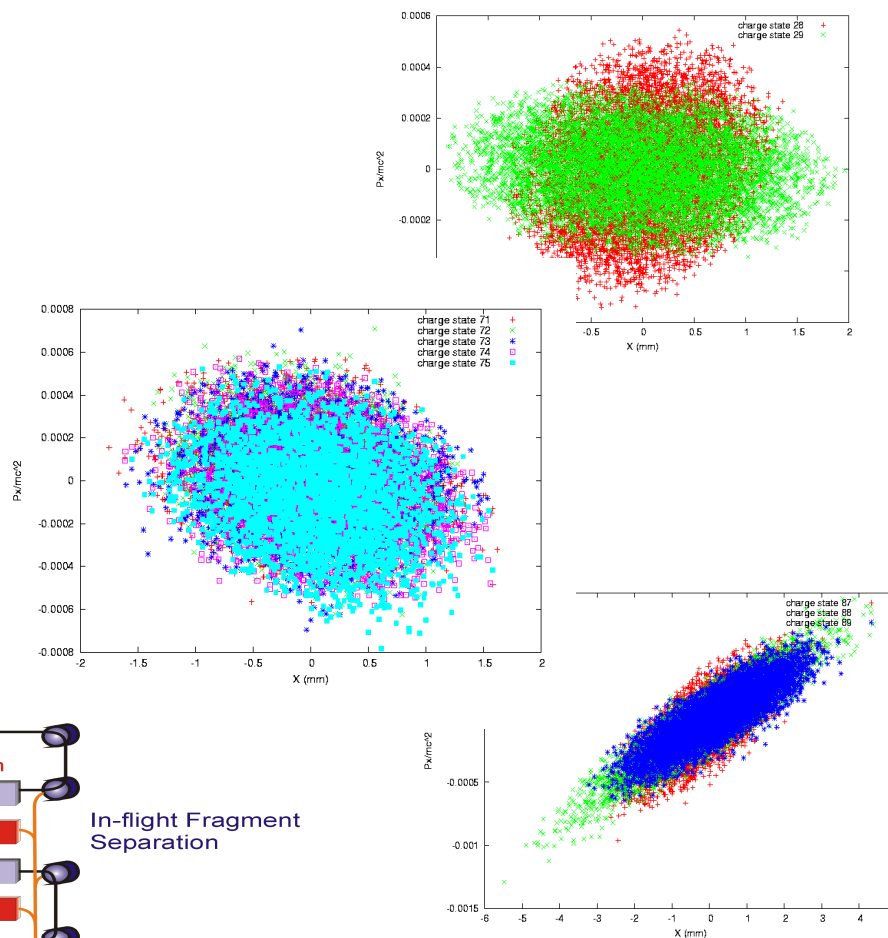 0.0006
0.0004
0.0002
0
-0.0002
Px/mc^2
charge state 28
charge state 29
-0.5
0
0.5
1
1.5
2
X (mm)
0.0008
0.0006
0.0004
0.0002
0
-0.0002
-0.0004
-0.0006
-0.0008
Px/mc^2
charge state 71
charge state 72
charge state 73
charge state 74
charge state 75
-2
-1.5
-1
-0.5
0
0.5
1
1.5
2
X (mm)
charge state 87
charge state 88
charge state 89
Px/mc^2
-0.0005
-0.001
-0.0015
-6
-5
-4
-3
-2
-1
0
1
2
3
4
X (mm)
In-flight Fragment
Separation